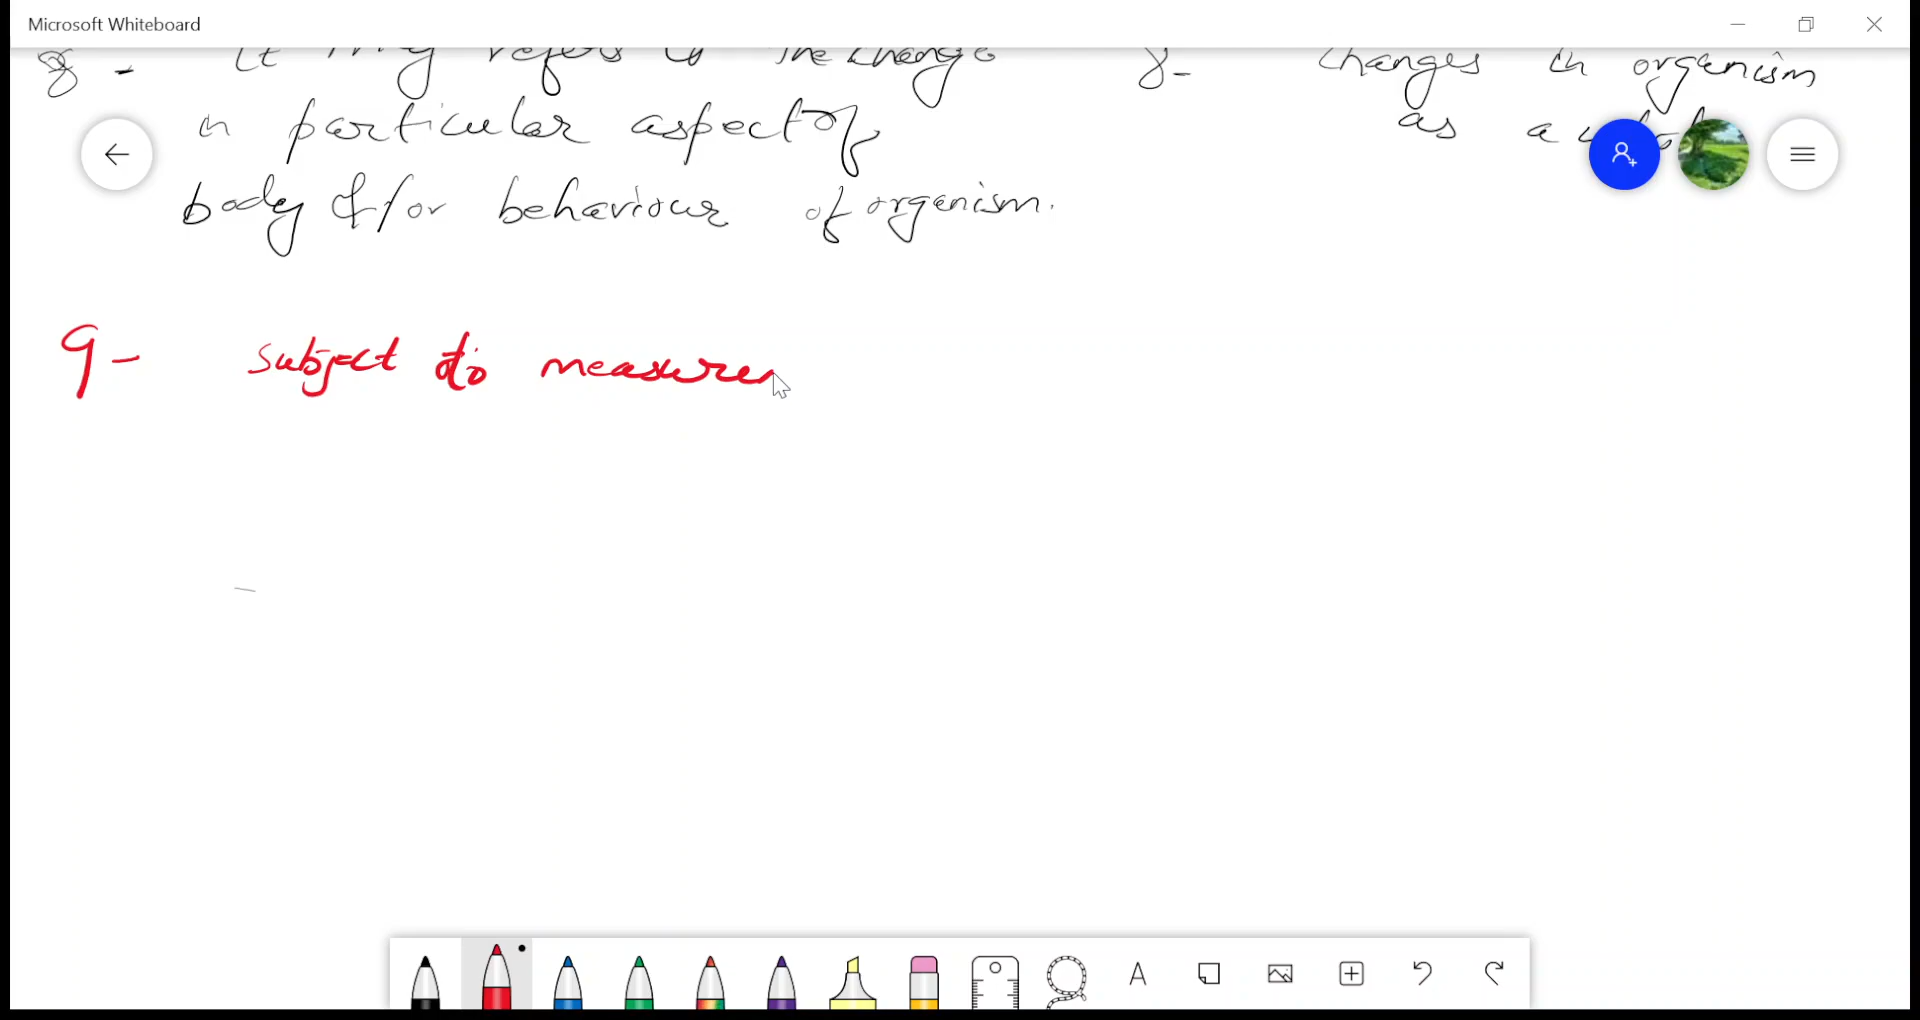 Microsoft Whiteboard
8 - It may refers to the change 8- changes in organism
in particular aspect of as a
body &/or behaviour of organism.
9- subject to measurem